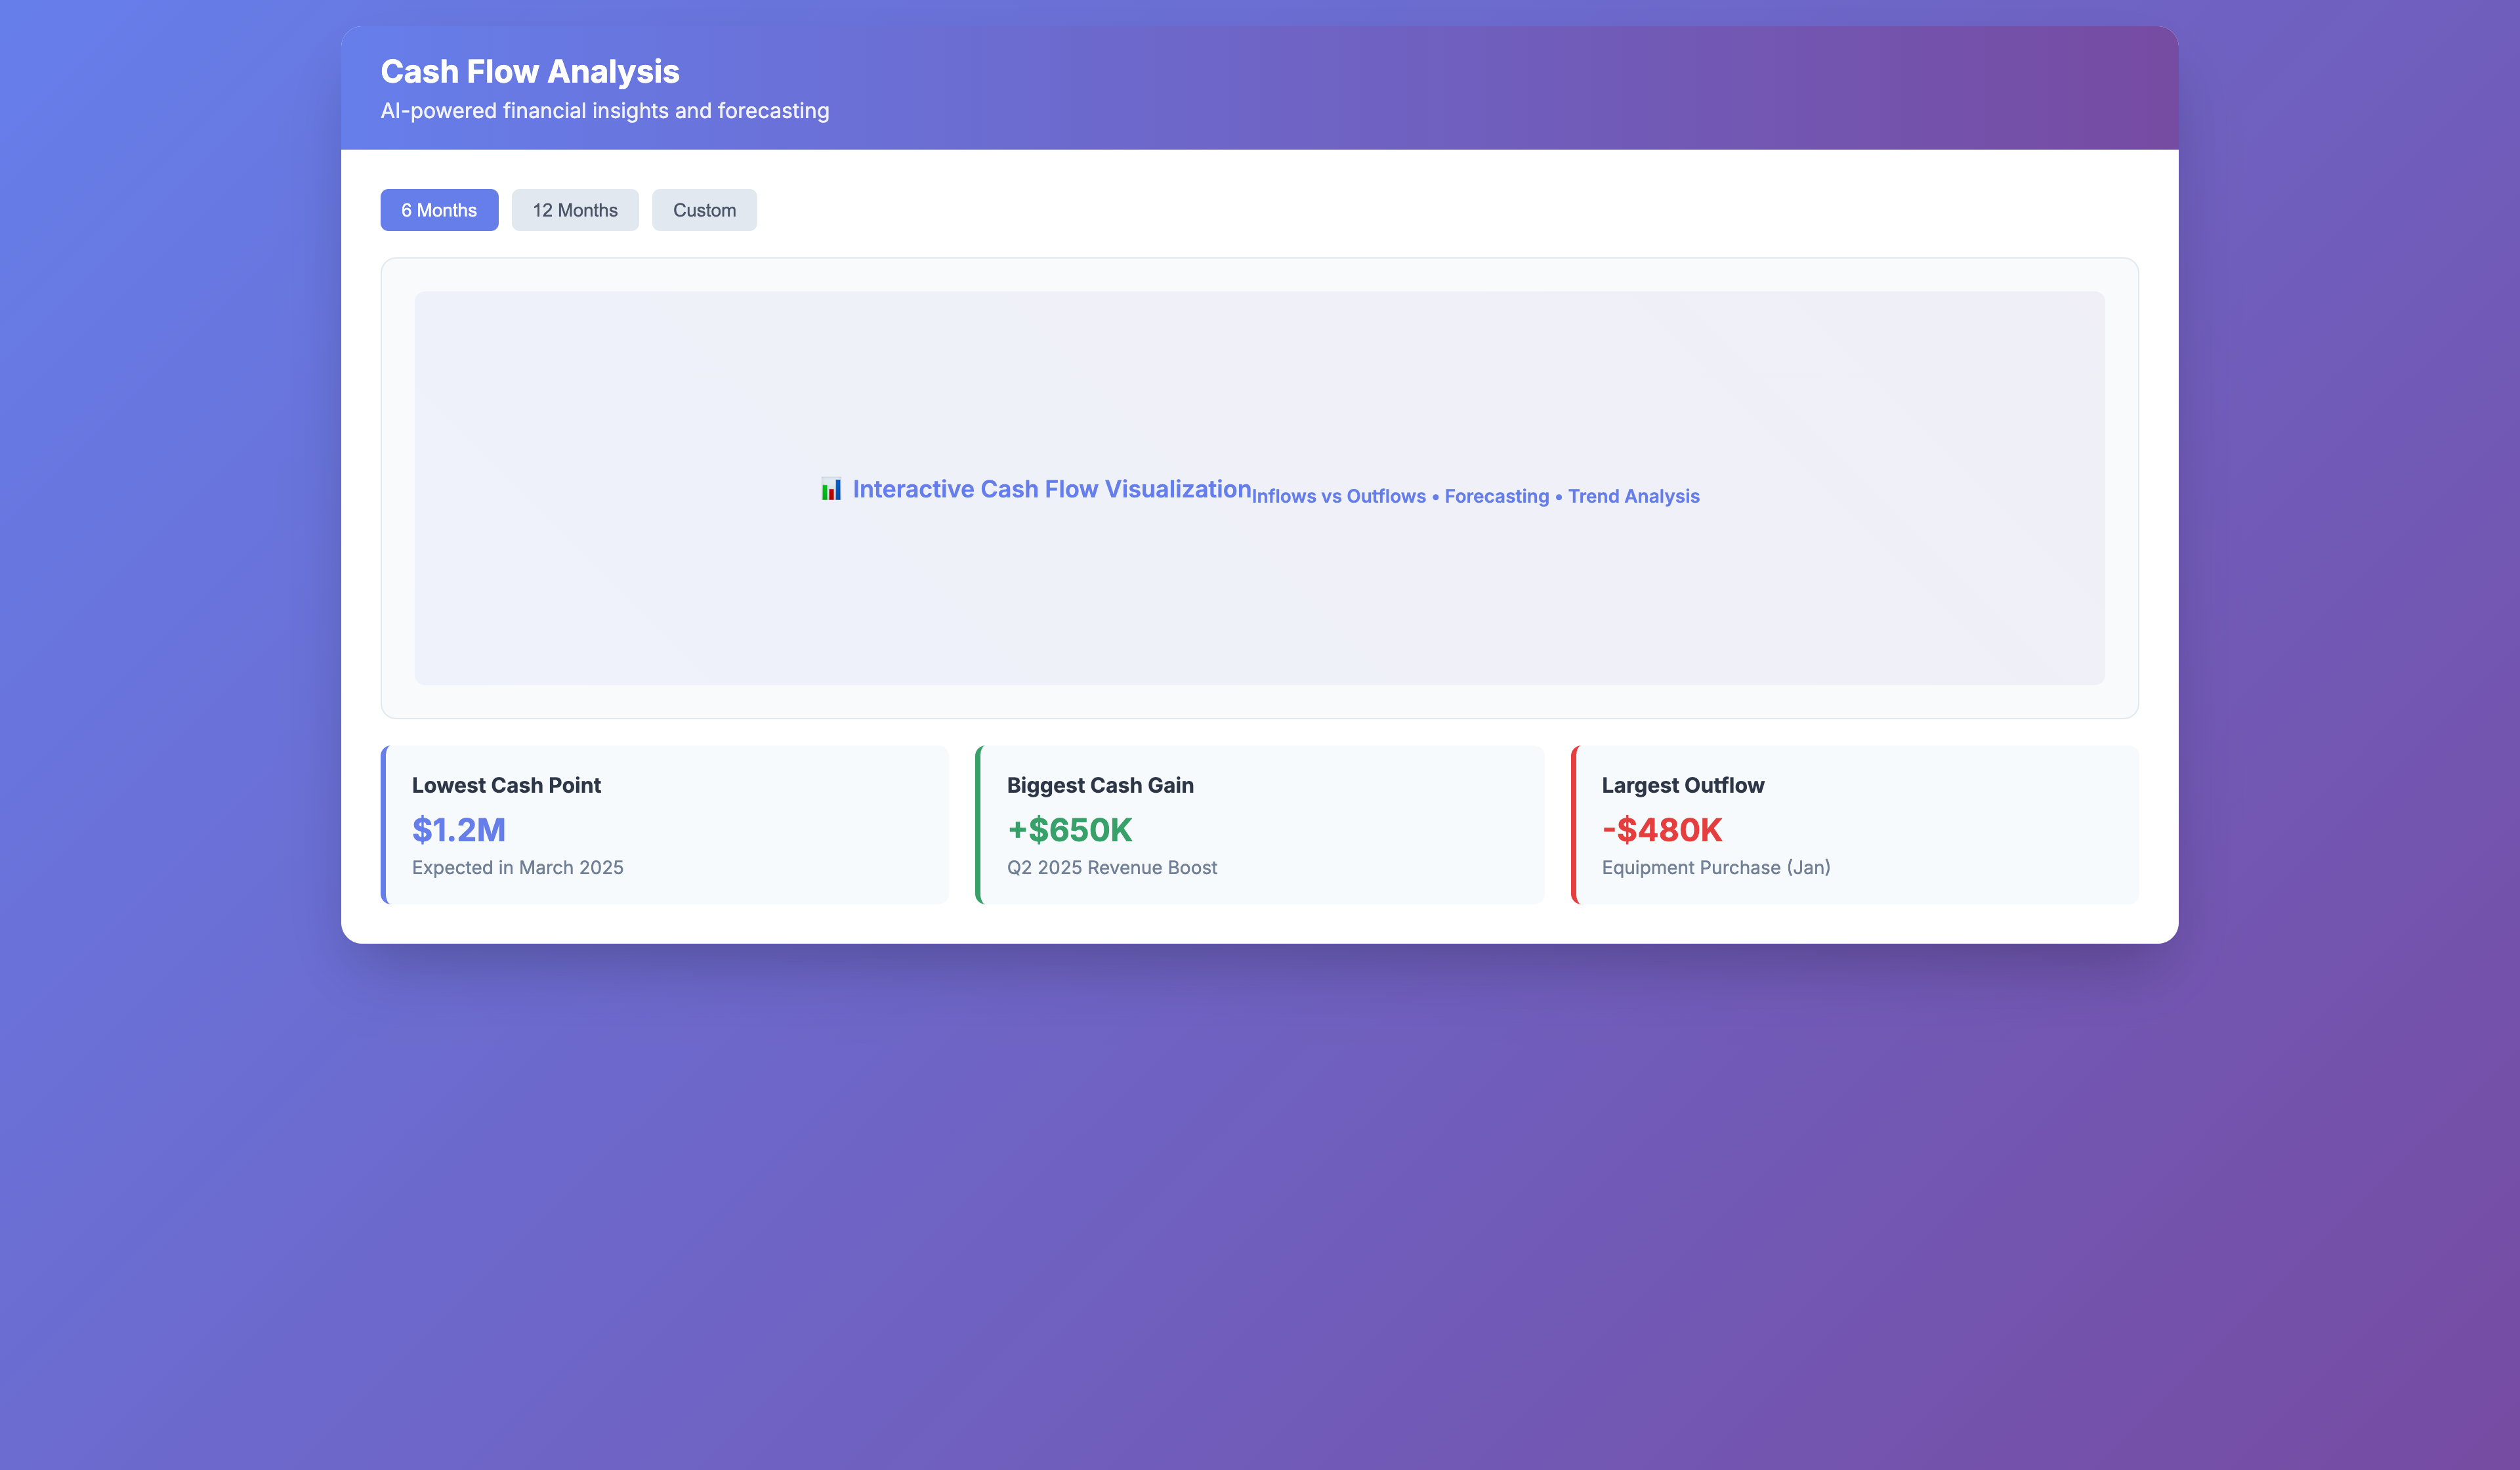 Cash Flow Analysis
AI-powered financial insights and forecasting
6 Months
12 Months
Custom
📊 Interactive Cash Flow Visualization
Inflows vs Outflows • Forecasting • Trend Analysis
Lowest Cash Point
$1.2M
Expected in March 2025
Biggest Cash Gain
+$650K
Q2 2025 Revenue Boost
Largest Outflow
-$480K
Equipment Purchase (Jan)